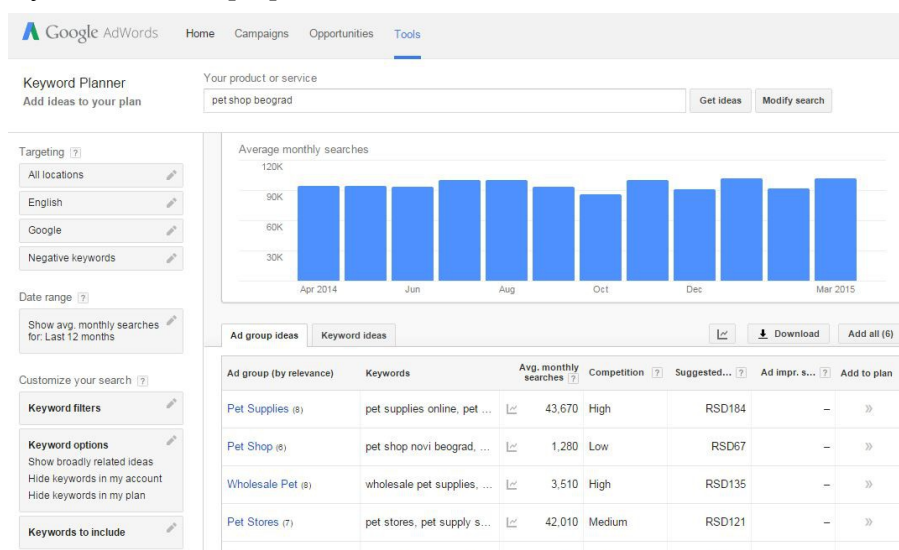 Google AdWords Home Campaigns Opportunities Tools
Keyword Planner
Add ideas to your plan
Your product or service
pet shop beograd
Get ideas Modify search
Targeting ?
All locations
English
Google
Negative keywords
Date range ?
Show avg. monthly searches
for: Last 12 months
Customize your search ?
Keyword filters
Keyword options
Show broadly related ideas
Hide keywords in my account
Hide keywords in my plan
Keywords to include
Average monthly searches
120K
90K
60K
30K
Apr 2014 Jun Aug Oct Dec Mar 2015
Ad group ideas Keyword ideas Download Add all (6)
Ad group (by relevance) Keywords Avg. monthly searches ? Competition ? Suggested... ? Ad impr. s... ? Add to plan
Pet Supplies (8) pet supplies online, pet ... 43,670 High RSD184 – »
Pet Shop (6) pet shop novi beograd, ... 1,280 Low RSD67 – »
Wholesale Pet (8) wholesale pet supplies, ... 3,510 High RSD135 – »
Pet Stores (7) pet stores, pet supply s... 42,010 Medium RSD121 – »